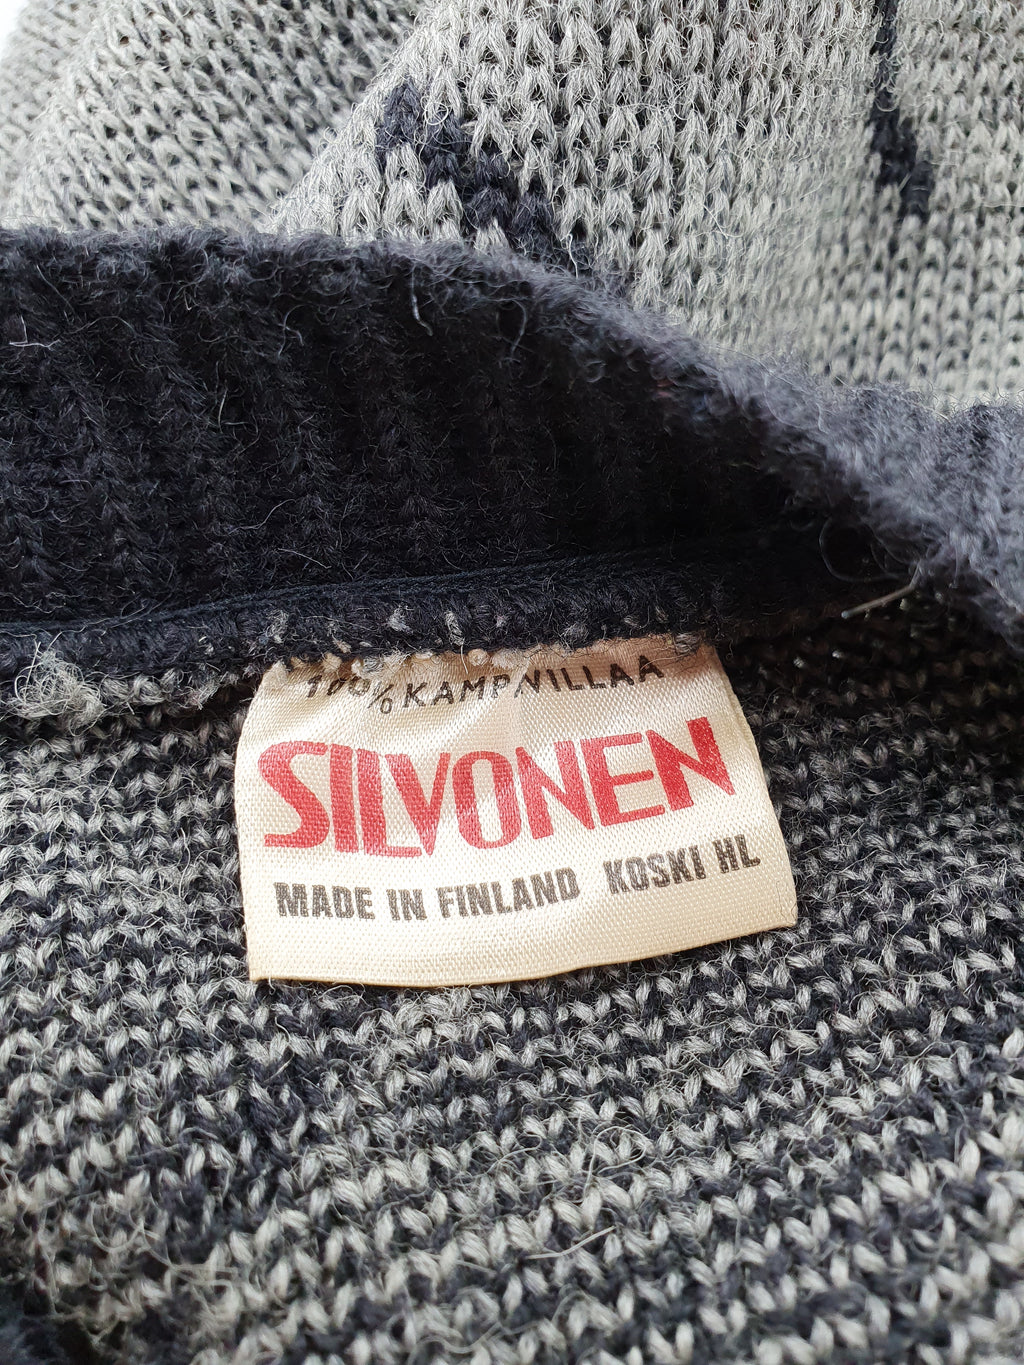 100% KAMPAVILLAA
SILVONEN
MADE IN FINLAND KOSKI HL